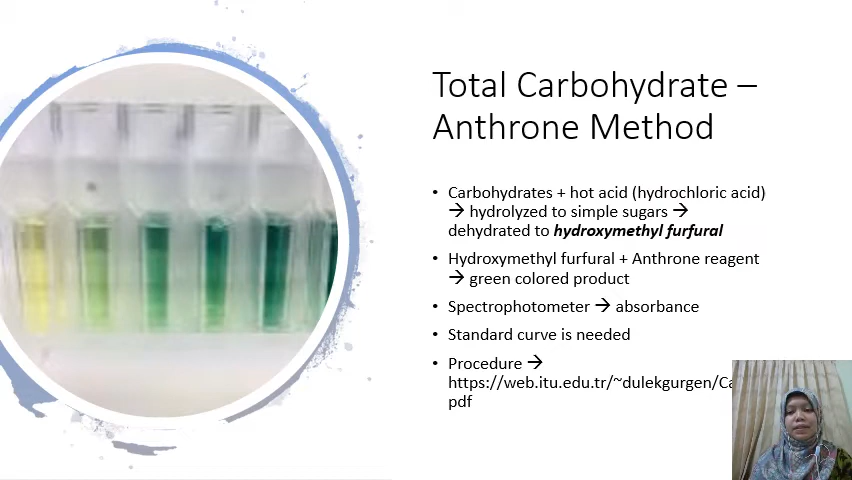 Total Carbohydrate –
Anthrone Method
• Carbohydrates + hot acid (hydrochloric acid)
→ hydrolyzed to simple sugars →
dehydrated to hydroxymethyl furfural
• Hydroxymethyl furfural + Anthrone reagent
→ green colored product
• Spectrophotometer → absorbance
• Standard curve is needed
• Procedure →
https://web.itu.edu.tr/~dulekgurgen/Ca
pdf